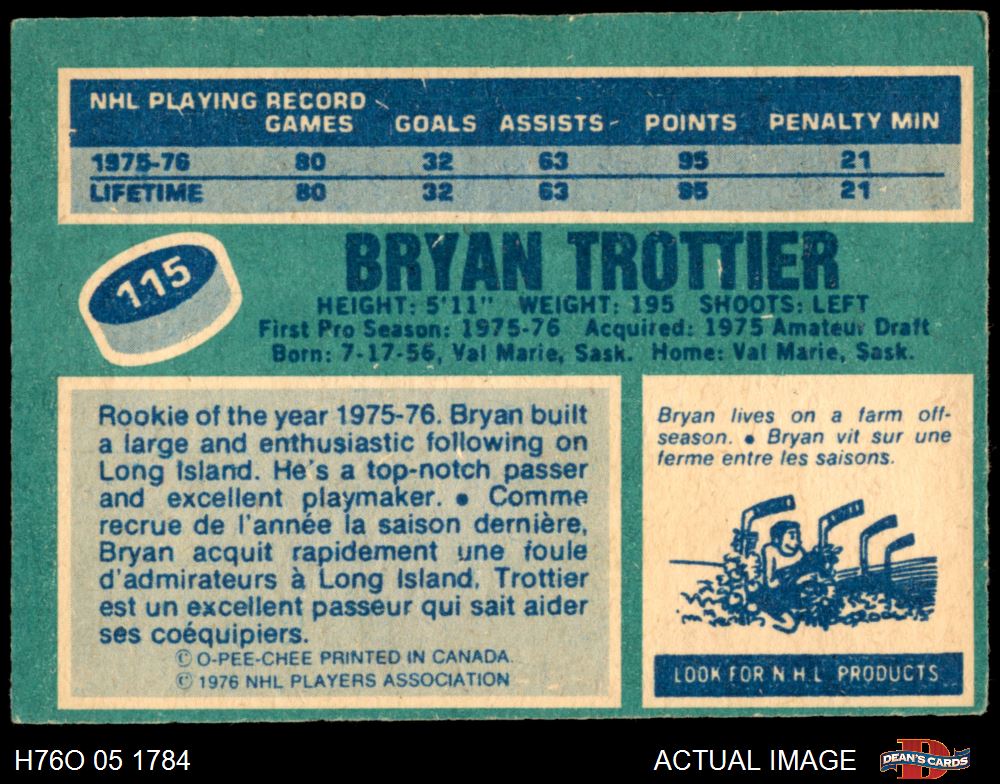 NHL PLAYING RECORD
GAMES GOALS ASSISTS POINTS PENALTY MIN
1975-76 80 32 63 95 21
LIFETIME 80 32 63 95 21
115
BRYAN TROTTIER
HEIGHT: 5'11" WEIGHT: 195 SHOOTS: LEFT
First Pro Season: 1975-76 Acquired: 1975 Amateur Draft
Born: 7-17-56, Val Marie, Sask. Home: Val Marie, Sask.
Rookie of the year 1975-76. Bryan built
a large and enthusiastic following on
Long Island. He's a top-notch passer
and excellent playmaker. • Comme
recrue de l'année la saison dernière,
Bryan acquit rapidement une foule
d'admirateurs à Long Island. Trottier
est un excellent passeur qui sait aider
ses coéquipiers.
© O-PEE-CHEE PRINTED IN CANADA.
© 1976 NHL PLAYERS ASSOCIATION
Bryan lives on a farm off-
season. • Bryan vit sur une
ferme entre les saisons.
LOOK FOR N H L PRODUCTS
H76O 05 1784
ACTUAL IMAGE
D
DEAN'S CARDS